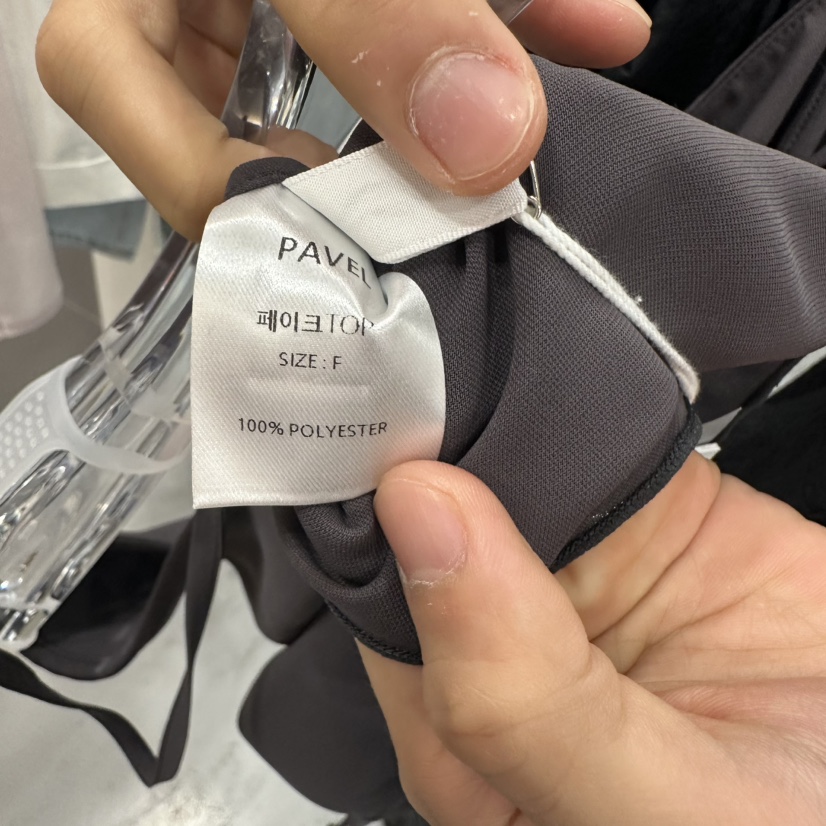 PAVEL
페이크TOP
SIZE : F
100% POLYESTER